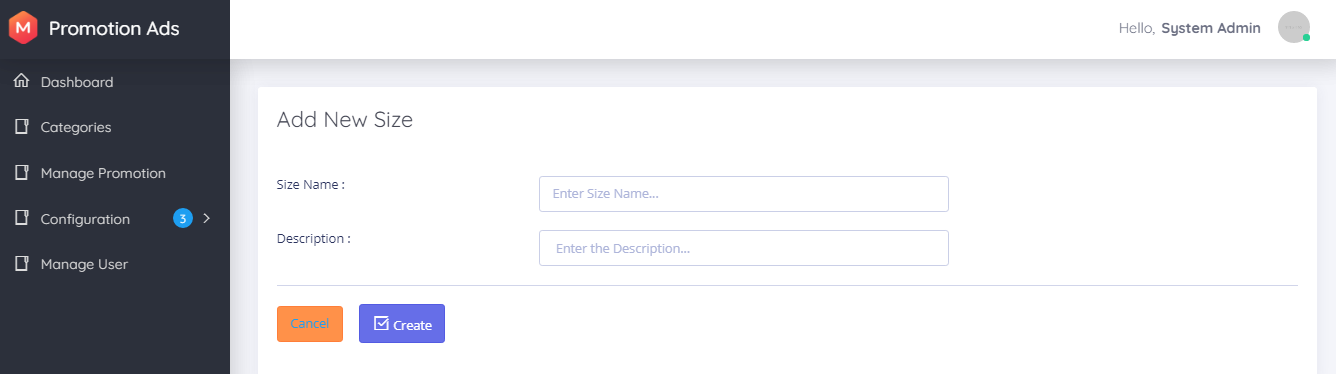 M Promotion Ads
Hello, System Admin
Dashboard
Categories
Manage Promotion
Configuration 3
Manage User
Add New Size
Size Name :
Enter Size Name...
Description :
Enter the Description...
Cancel
Create